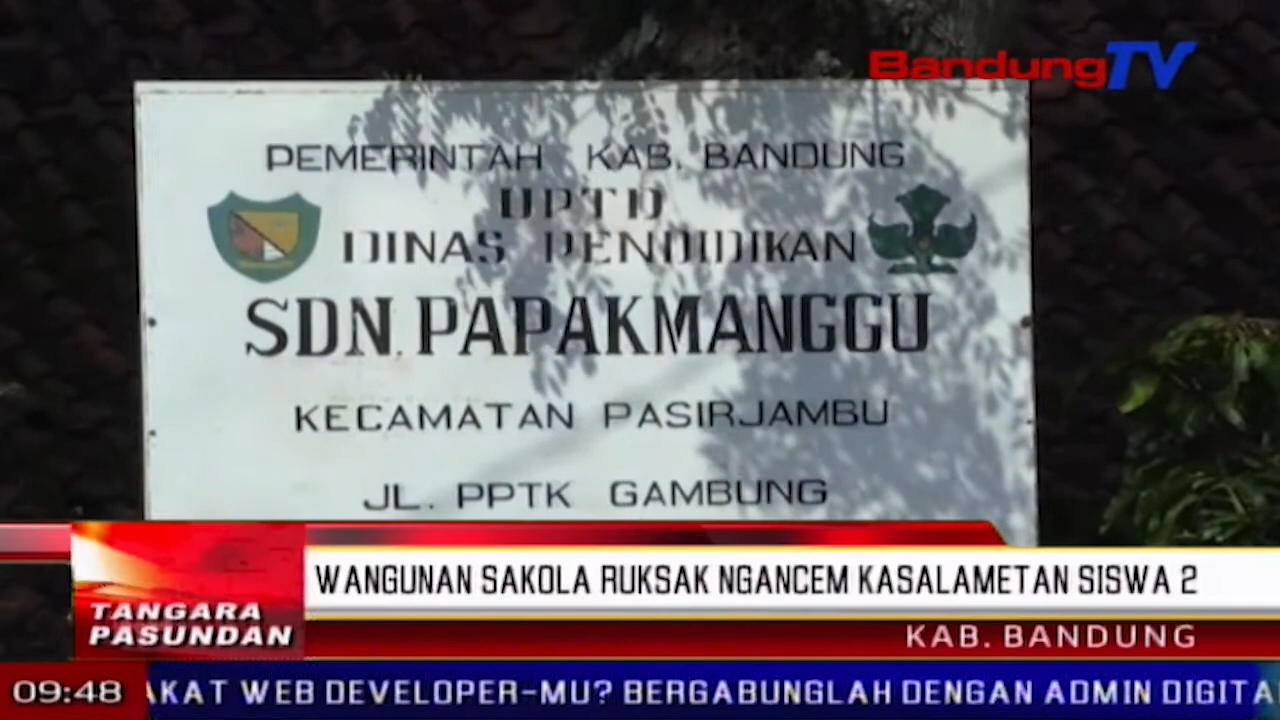 BandungTV
PEMERINTAH KAB. BANDUNG
UPTD
DINAS PENDIDIKAN
SDN. PAPAKMANGGU
KECAMATAN PASIRJAMBU
JL. PPTK GAMBUNG
WANGUNAN SAKOLA RUKSAK NGANCEM KASALAMETAN SISWA 2
TANGARA
PASUNDAN
KAB. BANDUNG
09:48 AKAT WEB DEVELOPER-MU? BERGABUNGLAH DENGAN ADMIN DIGITA